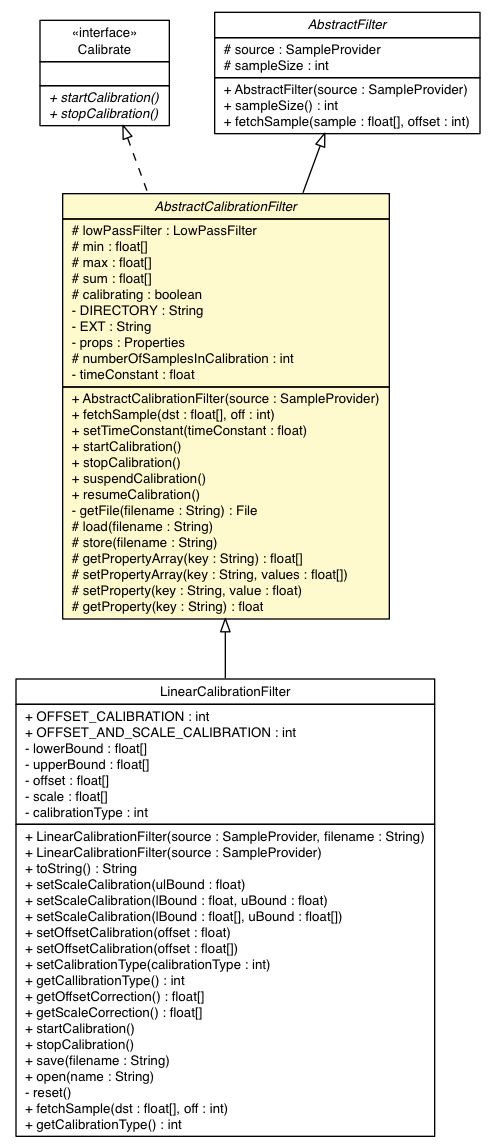 «interface»
Calibrate
+ startCalibration()
+ stopCalibration()
AbstractFilter
# source : SampleProvider
# sampleSize : int
+ AbstractFilter(source : SampleProvider)
+ sampleSize() : int
+ fetchSample(sample : float[], offset : int)
AbstractCalibrationFilter
# lowPassFilter : LowPassFilter
# min : float[]
# max : float[]
# sum : float[]
# calibrating : boolean
- DIRECTORY : String
- EXT : String
- props : Properties
# numberOfSamplesInCalibration : int
- timeConstant : float
+ AbstractCalibrationFilter(source : SampleProvider)
+ fetchSample(dst : float[], off : int)
+ setTimeConstant(timeConstant : float)
+ startCalibration()
+ stopCalibration()
+ suspendCalibration()
+ resumeCalibration()
- getFile(filename : String) : File
# load(filename : String)
# store(filename : String)
# getPropertyArray(key : String) : float[]
# setPropertyArray(key : String, values : float[])
# setProperty(key : String, value : float)
# getProperty(key : String) : float
LinearCalibrationFilter
+ OFFSET_CALIBRATION : int
+ OFFSET_AND_SCALE_CALIBRATION : int
- lowerBound : float[]
- upperBound : float[]
- offset : float[]
- scale : float[]
- calibrationType : int
+ LinearCalibrationFilter(source : SampleProvider, filename : String)
+ LinearCalibrationFilter(source : SampleProvider)
+ toString() : String
+ setScaleCalibration(ulBound : float)
+ setScaleCalibration(lBound : float, uBound : float)
+ setScaleCalibration(lBound : float[], uBound : float[])
+ setOffsetCalibration(offset : float)
+ setOffsetCalibration(offset : float[])
+ setCalibrationType(calibrationType : int)
+ getCallibrationType() : int
+ getOffsetCorrection() : float[]
+ getScaleCorrection() : float[]
+ startCalibration()
+ stopCalibration()
+ save(filename : String)
+ open(name : String)
- reset()
+ fetchSample(dst : float[], off : int)
+ getCalibrationType() : int